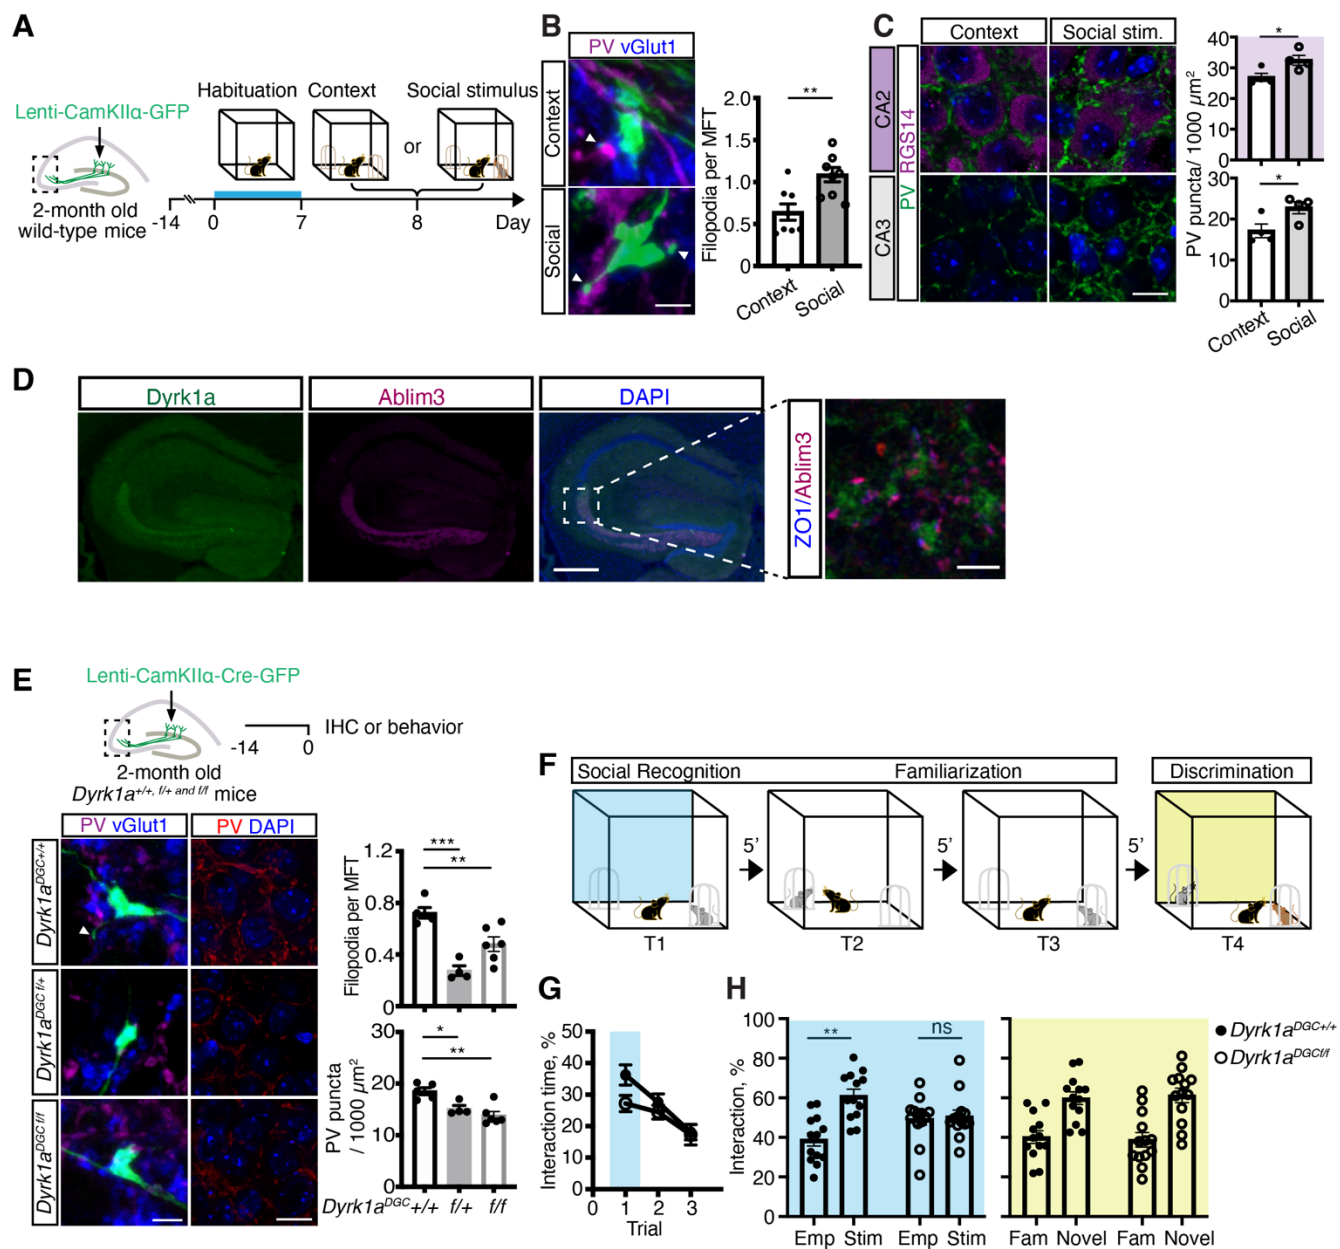 A
Lenti-CamKIIα-GFP
2-month old
wild-type mice
Habituation
Context
Social stimulus
or
-14
0
7
8
Day
B
PV vGlut1
Context
Social
Filopodia per MFT
2.0
1.5
1.0
0.5
0
**
Context
Social
C
Context
Social stim.
CA2
CA3
PV RGS14
PV puncta/ 1000 µm²
40
30
20
10
0
*
30
20
10
0
*
Context
Social
D
Dyrk1a
Ablim3
DAPI
ZO1/Ablim3
E
Lenti-CamKIIα-Cre-GFP
-14
0
IHC or behavior
2-month old
Dyrk1a+/+, f/+ and f/f mice
PV vGlut1
PV DAPI
Dyrk1aDGC+/+
Dyrk1aDGC f/+
Dyrk1aDGCf/f
Filopodia per MFT
1.2
0.8
0.4
0
***
**
PV puncta
/ 1000 µm²
30
20
10
0
*
**
Dyrk1aDGC +/+ f/+ f/f
F
Social Recognition
Familiarization
Discrimination
5'
5'
5'
T1
T2
T3
T4
G
Interaction time, %
50
40
30
20
10
0
0 1 2 3
Trial
H
Interaction, %
100
80
60
40
20
0
**
ns
Emp Stim Emp Stim
Fam Novel Fam Novel
Dyrk1aDGC+/+
Dyrk1aDGCf/f